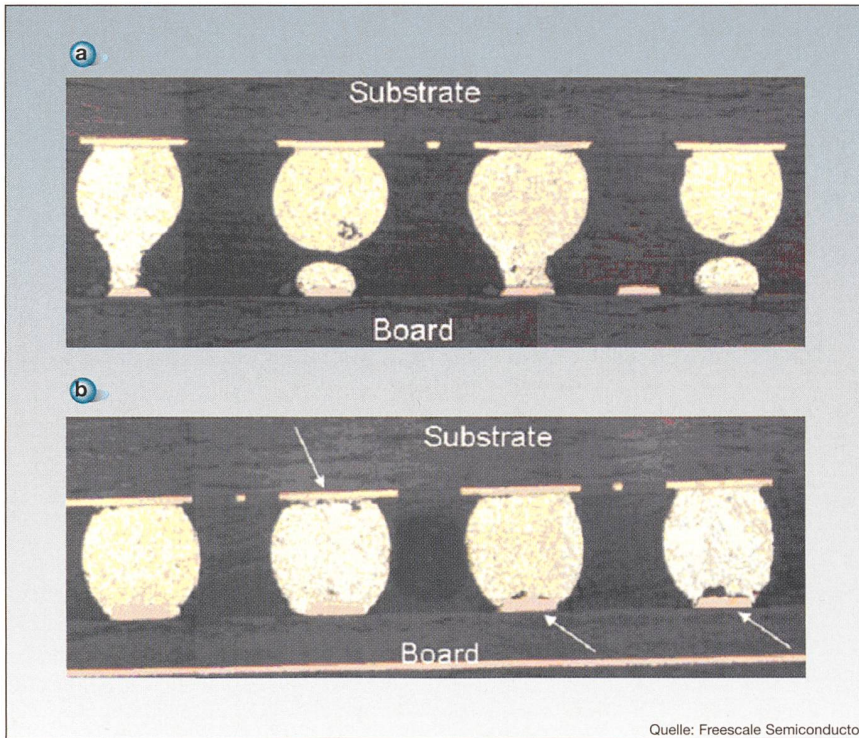 a
Substrate
Board
b
Substrate
Board
Quelle: Freescale Semiconducto